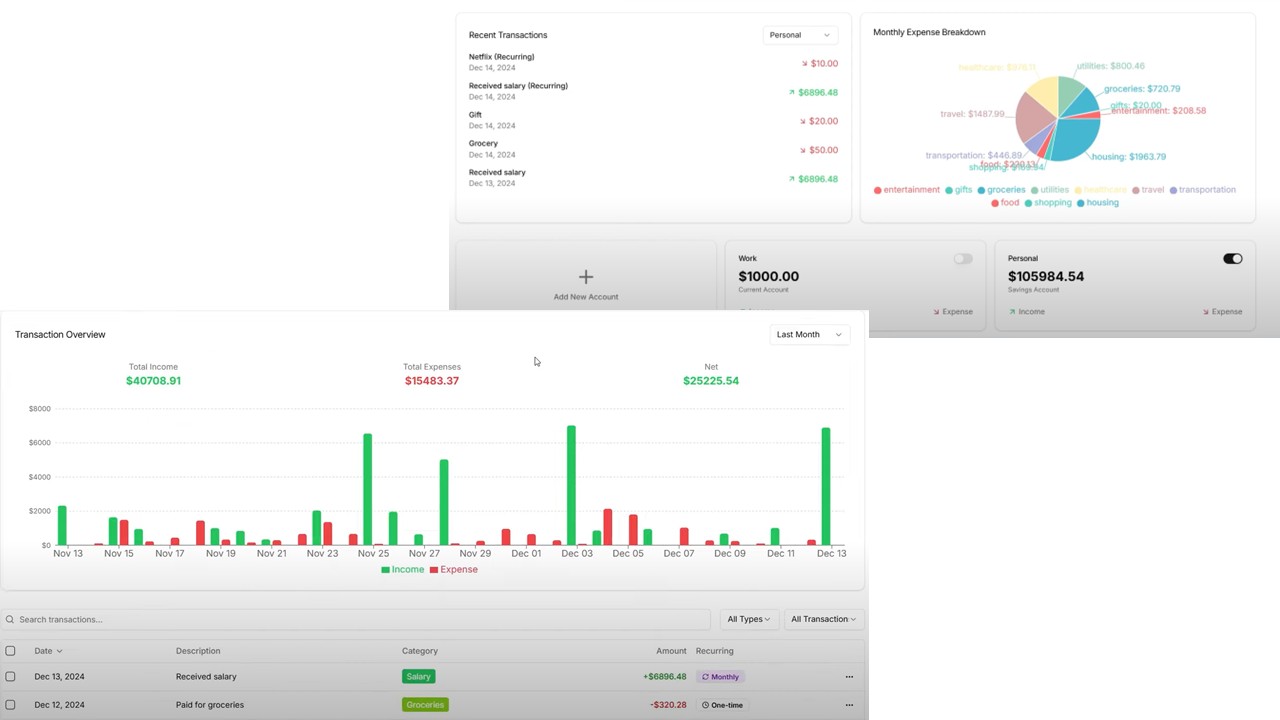 Recent Transactions
Personal
Netflix (Recurring)
Dec 14, 2024
$10.00
Received salary (Recurring)
Dec 14, 2024
$6896.48
Gift
Dec 14, 2024
$20.00
Grocery
Dec 14, 2024
$50.00
Received salary
Dec 13, 2024
$6896.48
Monthly Expense Breakdown
utilities: $800.46
groceries: $720.79
gifts: $20.00
entertainment: $208.58
travel: $1487.99
transportation: $446.89
housing: $1963.79
entertainment gifts groceries utilities healthcare travel transportation
food shopping housing
Add New Account
Work
$1000.00
Current Account
Expense
Personal
$105984.54
Savings Account
Income Expense
Transaction Overview
Last Month
Total Income
$40708.91
Total Expenses
$15483.37
Net
$25225.54
$8000
$6000
$4000
$2000
$0
Nov 13 Nov 15 Nov 17 Nov 19 Nov 21 Nov 23 Nov 25 Nov 27 Nov 29 Dec 01 Dec 03 Dec 05 Dec 07 Dec 09 Dec 11 Dec 13
Income Expense
Search transactions...
All Types
All Transaction
Date Description Category Amount Recurring
Dec 13, 2024 Received salary Salary +$6896.48 Monthly ...
Dec 12, 2024 Paid for groceries Groceries -$320.28 One-time ...